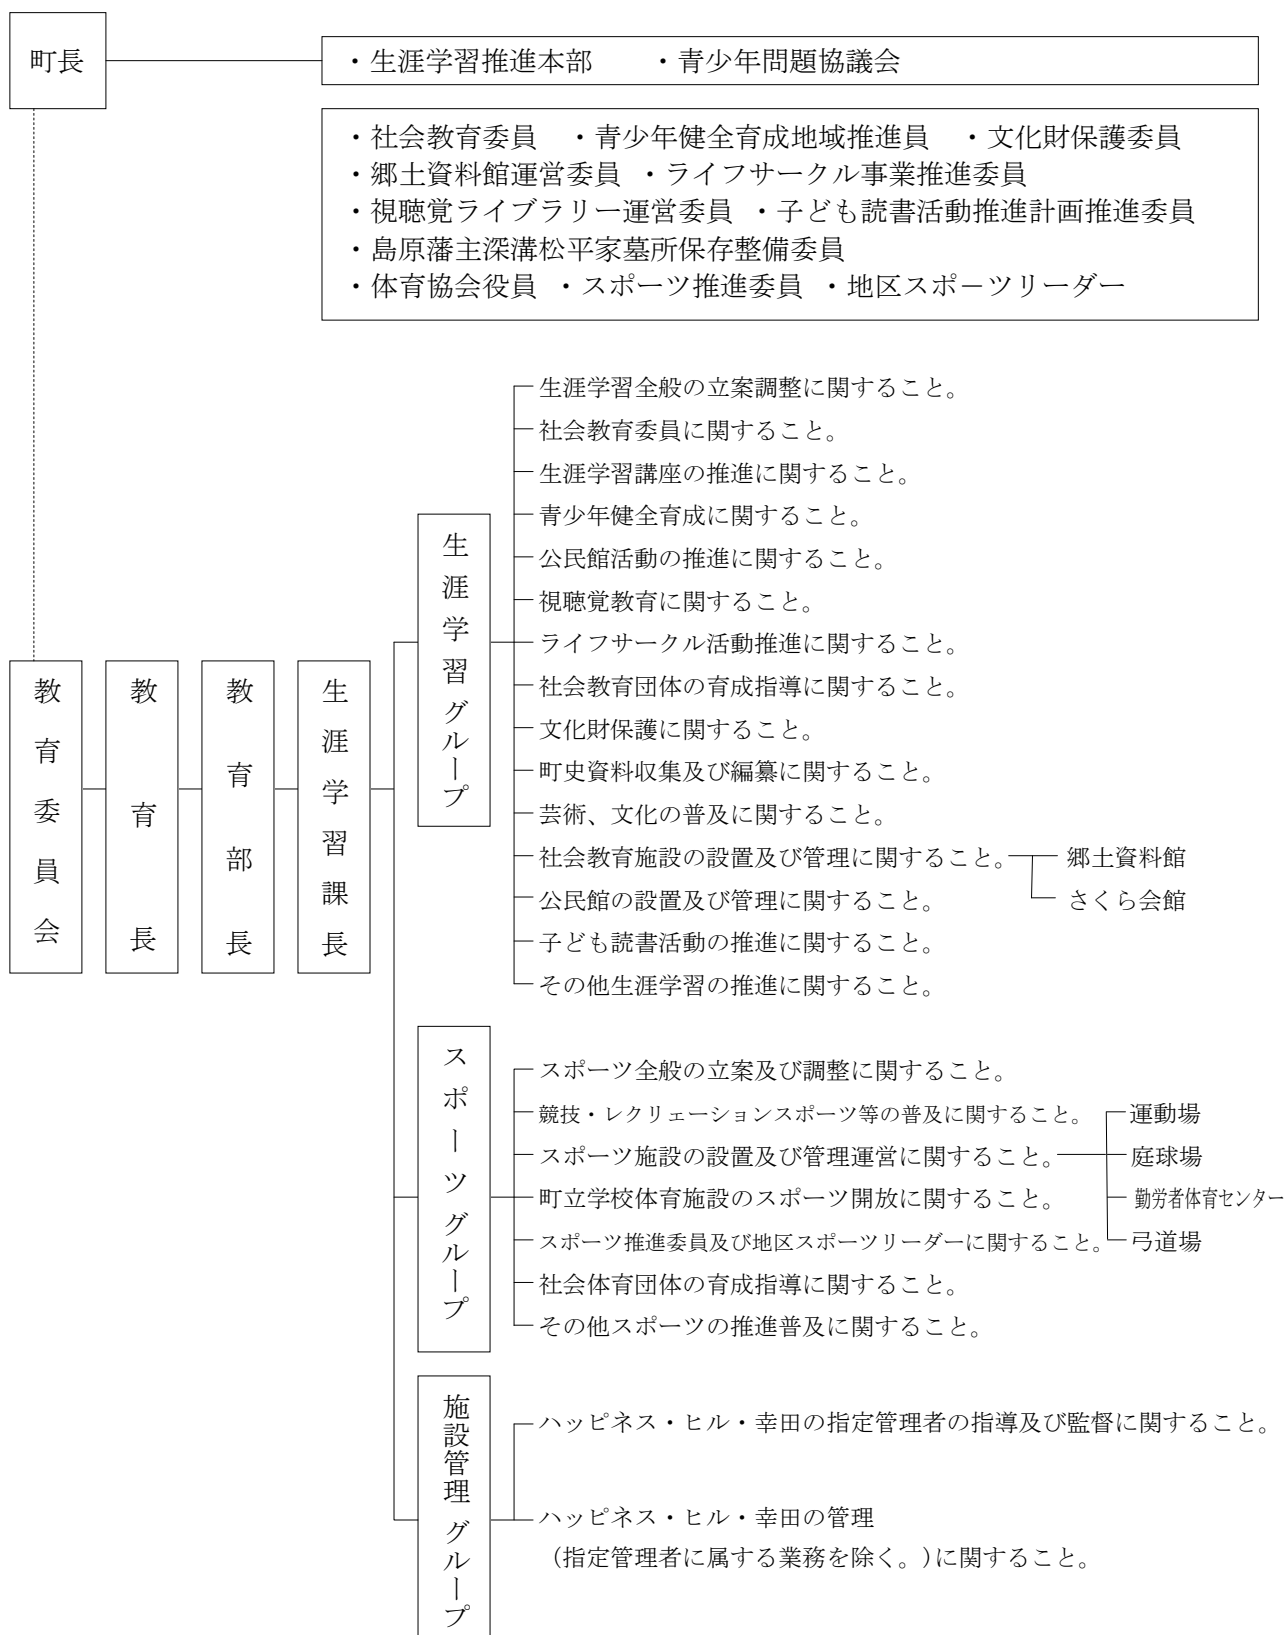 町長
・生涯学習推進本部　　・青少年問題協議会
・社会教育委員　・青少年健全育成地域推進員　・文化財保護委員
・郷土資料館運営委員 ・ライフサークル事業推進委員
・視聴覚ライブラリー運営委員 ・子ども読書活動推進計画推進委員
・島原藩主深溝松平家墓所保存整備委員
・体育協会役員 ・スポーツ推進委員 ・地区スポーツリーダー
教育委員会
教育長
教育部長
生涯学習課長
生涯学習グループ
生涯学習全般の立案調整に関すること。
社会教育委員に関すること。
生涯学習講座の推進に関すること。
青少年健全育成に関すること。
公民館活動の推進に関すること。
視聴覚教育に関すること。
ライフサークル活動推進に関すること。
社会教育団体の育成指導に関すること。
文化財保護に関すること。
町史資料収集及び編纂に関すること。
芸術、文化の普及に関すること。
社会教育施設の設置及び管理に関すること。 郷土資料館
公民館の設置及び管理に関すること。 さくら会館
子ども読書活動の推進に関すること。
その他生涯学習の推進に関すること。
スポーツグループ
スポーツ全般の立案及び調整に関すること。
競技・レクリェーションスポーツ等の普及に関すること。 運動場
スポーツ施設の設置及び管理運営に関すること。 庭球場
町立学校体育施設のスポーツ開放に関すること。 勤労者体育センター
スポーツ推進委員及び地区スポーツリーダーに関すること。 弓道場
社会体育団体の育成指導に関すること。
その他スポーツの推進普及に関すること。
施設管理グループ
ハッピネス・ヒル・幸田の指定管理者の指導及び監督に関すること。
ハッピネス・ヒル・幸田の管理
（指定管理者に属する業務を除く。)に関すること。